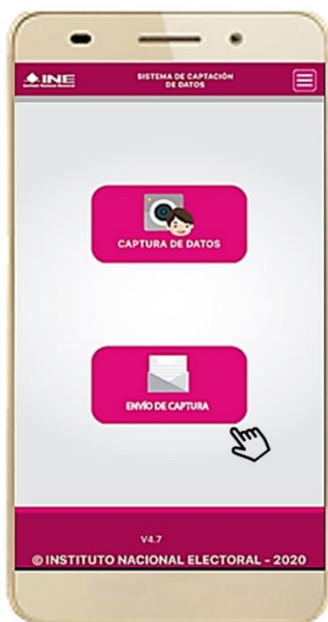 INE
SISTEMA DE CAPTACIÓN
DE DATOS
CAPTURA DE DATOS
ENVÍO DE CAPTURA
V4.7
© INSTITUTO NACIONAL ELECTORAL - 2020